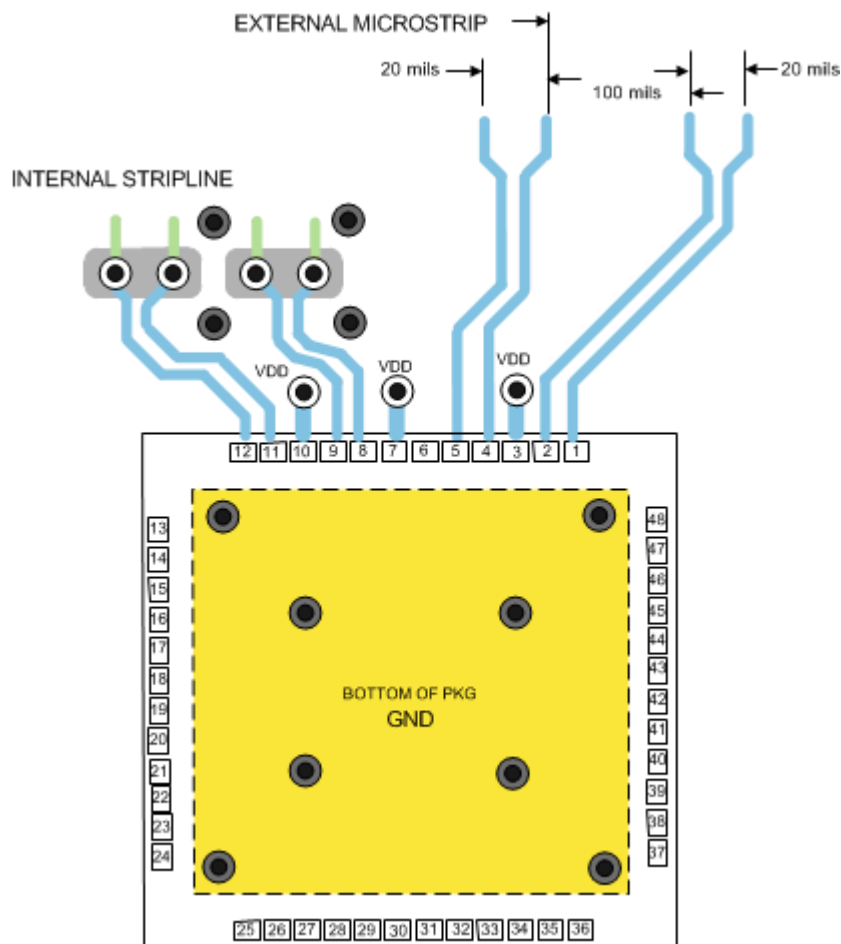 EXTERNAL MICROSTRIP
20 mils
20 mils
100 mils
INTERNAL STRIPLINE
VDD
VDD
VDD
12 11 10 9 8 7 6 5 4 3 2 1
13
14
15
16
17
18
19
20
21
22
23
24
48
47
46
45
44
43
42
41
40
39
38
37
BOTTOM OF PKG
GND
25 26 27 28 29 30 31 32 33 34 35 36